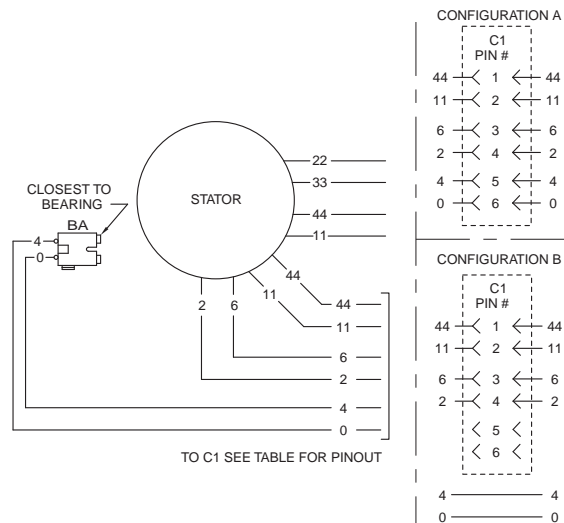 CONFIGURATION A
C1
PIN #
44 1 44
11 2 11
6 3 6
2 4 2
4 5 4
0 6 0
22
33
44
11
STATOR
CLOSEST TO
BEARING
BA
4
0
2
6
11
44
44
11
6
2
4
0
TO C1 SEE TABLE FOR PINOUT
CONFIGURATION B
C1
PIN #
44 1 44
11 2 11
6 3 6
2 4 2
5
6
4 4
0 0